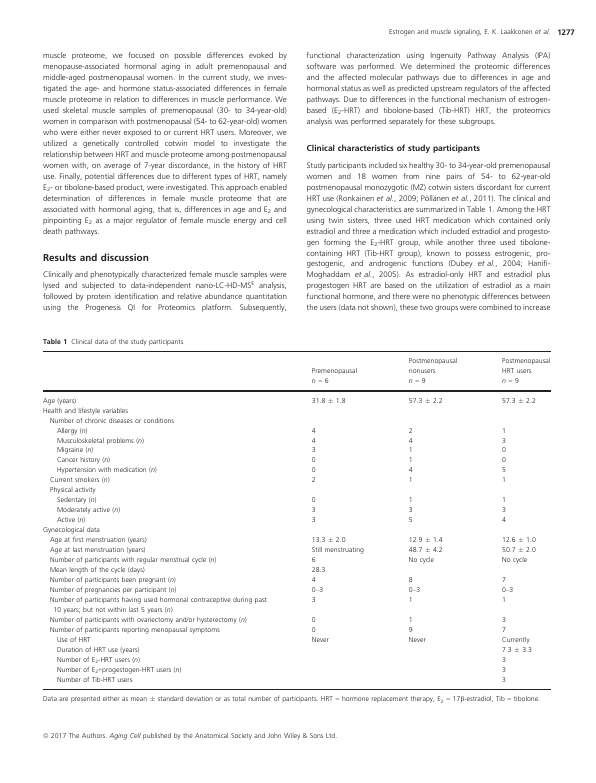 Estrogen and muscle signaling, E. K. Laakkonen et al. 1277
muscle proteome, we focused on possible differences evoked by
menopause-associated hormonal aging in adult premenopausal and
middle-aged postmenopausal women. In the current study, we inves-
tigated the age- and hormone status-associated differences in female
muscle proteome in relation to differences in muscle performance. We
used skeletal muscle samples of premenopausal (30- to 34-year-old)
women in comparison with postmenopausal (54- to 62-year-old) women
who were either never exposed to or current HRT users. Moreover, we
utilized a genetically controlled cotwin model to investigate the
relationship between HRT and muscle proteome among postmenopausal
women with, on average of 7-year discordance, in the history of HRT
use. Finally, potential differences due to different types of HRT, namely
E₂- or tibolone-based product, were investigated. This approach enabled
determination of differences in female muscle proteome that are
associated with hormonal aging, that is, differences in age and E₂ and
pinpointing E₂ as a major regulator of female muscle energy and cell
death pathways.
Results and discussion
Clinically and phenotypically characterized female muscle samples were
lysed and subjected to data-independent nano-LC-HD-MSᴱ analysis,
followed by protein identification and relative abundance quantitation
using the Progenesis QI for Proteomics platform. Subsequently,
functional characterization using Ingenuity Pathway Analysis (IPA)
software was performed. We determined the proteomic differences
and the affected molecular pathways due to differences in age and
hormonal status as well as predicted upstream regulators of the affected
pathways. Due to differences in the functional mechanism of estrogen-
based (E₂-HRT) and tibolone-based (Tib-HRT) HRT, the proteomics
analysis was performed separately for these subgroups.
Clinical characteristics of study participants
Study participants included six healthy 30- to 34-year-old premenopausal
women and 18 women from nine pairs of 54- to 62-year-old
postmenopausal monozygotic (MZ) cotwin sisters discordant for current
HRT use (Ronkainen et al., 2009; Pöllänen et al., 2011). The clinical and
gynecological characteristics are summarized in Table 1. Among the HRT
using twin sisters, three used HRT medication which contained only
estradiol and three a medication which included estradiol and progesto-
gen forming the E₂-HRT group, while another three used tibolone-
containing HRT (Tib-HRT group), known to possess estrogenic, pro-
gestogenic, and androgenic functions (Dubey et al., 2004; Hanifi-
Moghaddam et al., 2005). As estradiol-only HRT and estradiol plus
progestogen HRT are based on the utilization of estradiol as a main
functional hormone, and there were no phenotypic differences between
the users (data not shown), these two groups were combined to increase
Table 1 Clinical data of the study participants
Premenopausal n = 6 Postmenopausal nonusers n = 9 Postmenopausal HRT users n = 9
Age (years) 31.8 ± 1.8 57.3 ± 2.2 57.3 ± 2.2
Health and lifestyle variables
Number of chronic diseases or conditions
Allergy (n) 4 2 1
Musculoskeletal problems (n) 4 4 3
Migraine (n) 3 1 0
Cancer history (n) 0 1 0
Hypertension with medication (n) 0 4 5
Current smokers (n) 2 1 1
Physical activity
Sedentary (n) 0 1 1
Moderately active (n) 3 3 3
Active (n) 3 5 4
Gynecological data
Age at first menstruation (years) 13.3 ± 2.0 12.9 ± 1.4 12.6 ± 1.0
Age at last menstruation (years) Still menstruating 48.7 ± 4.2 50.7 ± 2.0
Number of participants with regular menstrual cycle (n) 6 No cycle No cycle
Mean length of the cycle (days) 28.3
Number of participants been pregnant (n) 4 8 7
Number of pregnancies per participant (n) 0–3 0–3 0–3
Number of participants having used hormonal contraceptive during past 3 1 1
10 years; but not within last 5 years (n)
Number of participants with ovariectomy and/or hysterectomy (n) 0 1 3
Number of participants reporting menopausal symptoms 0 9 7
Use of HRT Never Never Currently
Duration of HRT use (years) 7.3 ± 3.3
Number of E₂-HRT users (n) 3
Number of E₂+progestogen-HRT users (n) 3
Number of Tib-HRT users 3
Data are presented either as mean ± standard deviation or as total number of participants. HRT = hormone replacement therapy, E₂ = 17β-estradiol, Tib = tibolone.
© 2017 The Authors. Aging Cell published by the Anatomical Society and John Wiley & Sons Ltd.